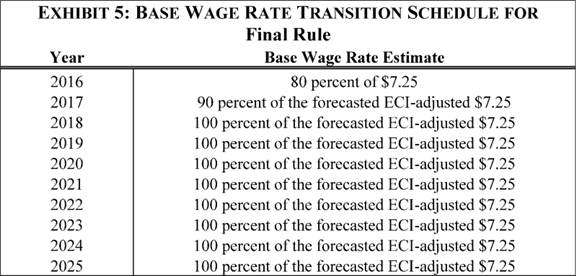 EXHIBIT 5: BASE WAGE RATE TRANSITION SCHEDULE FOR
Final Rule
Year Base Wage Rate Estimate
2016 80 percent of $7.25
2017 90 percent of the forecasted ECI-adjusted $7.25
2018 100 percent of the forecasted ECI-adjusted $7.25
2019 100 percent of the forecasted ECI-adjusted $7.25
2020 100 percent of the forecasted ECI-adjusted $7.25
2021 100 percent of the forecasted ECI-adjusted $7.25
2022 100 percent of the forecasted ECI-adjusted $7.25
2023 100 percent of the forecasted ECI-adjusted $7.25
2024 100 percent of the forecasted ECI-adjusted $7.25
2025 100 percent of the forecasted ECI-adjusted $7.25